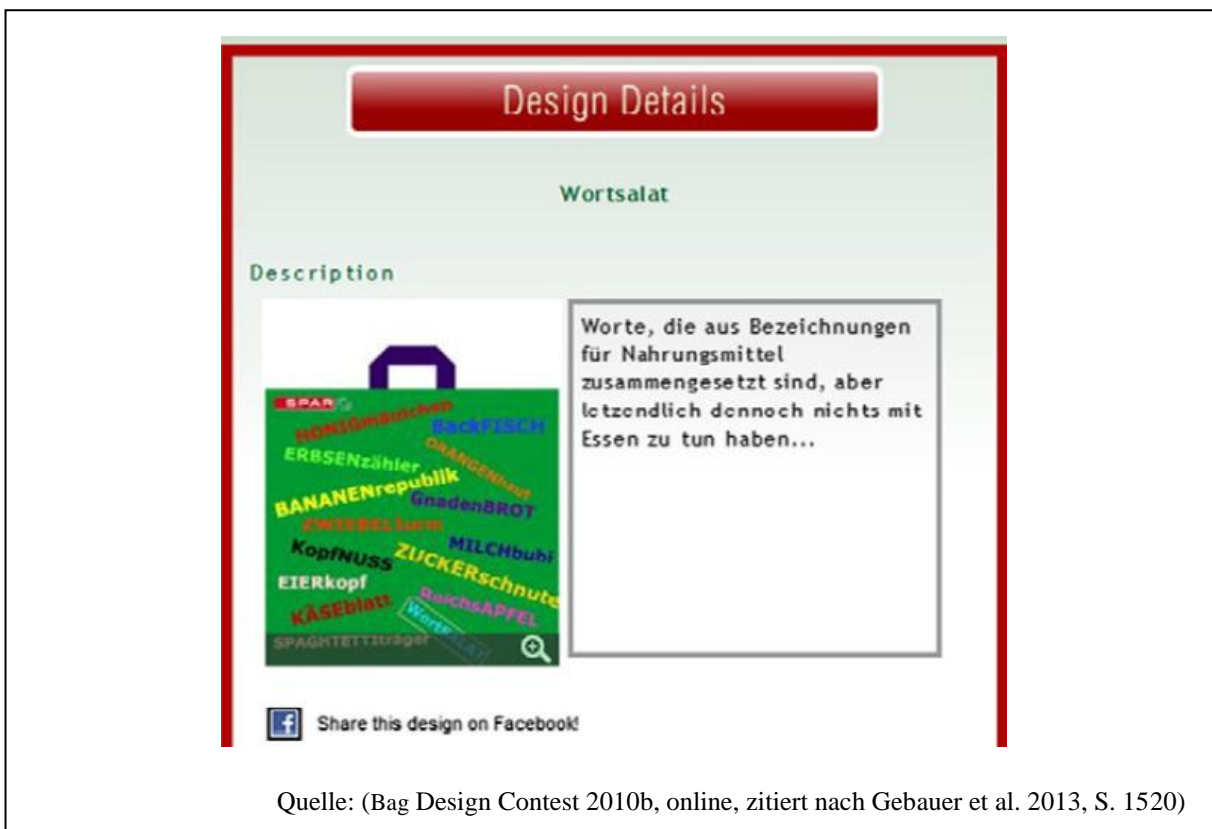 Design Details
Wortsalat
Description
SPAR
HONIGmäulchen
BackFISCH
ORANGENhaut
ERBSENzähler
BANANENrepublik
GnadenBROT
ZWIEBELturm
MILCHbubi
KopfNUSS
ZUCKERschnute
EIERkopf
ReichsAPFEL
KÄSEblatt
WortSALAT
SPAGHTETTIträger
Worte, die aus Bezeichnungen
für Nahrungsmittel
zusammengesetzt sind, aber
letzendlich dennoch nichts mit
Essen zu tun haben...
f Share this design on Facebook!
Quelle: (Bag Design Contest 2010b, online, zitiert nach Gebauer et al. 2013, S. 1520)